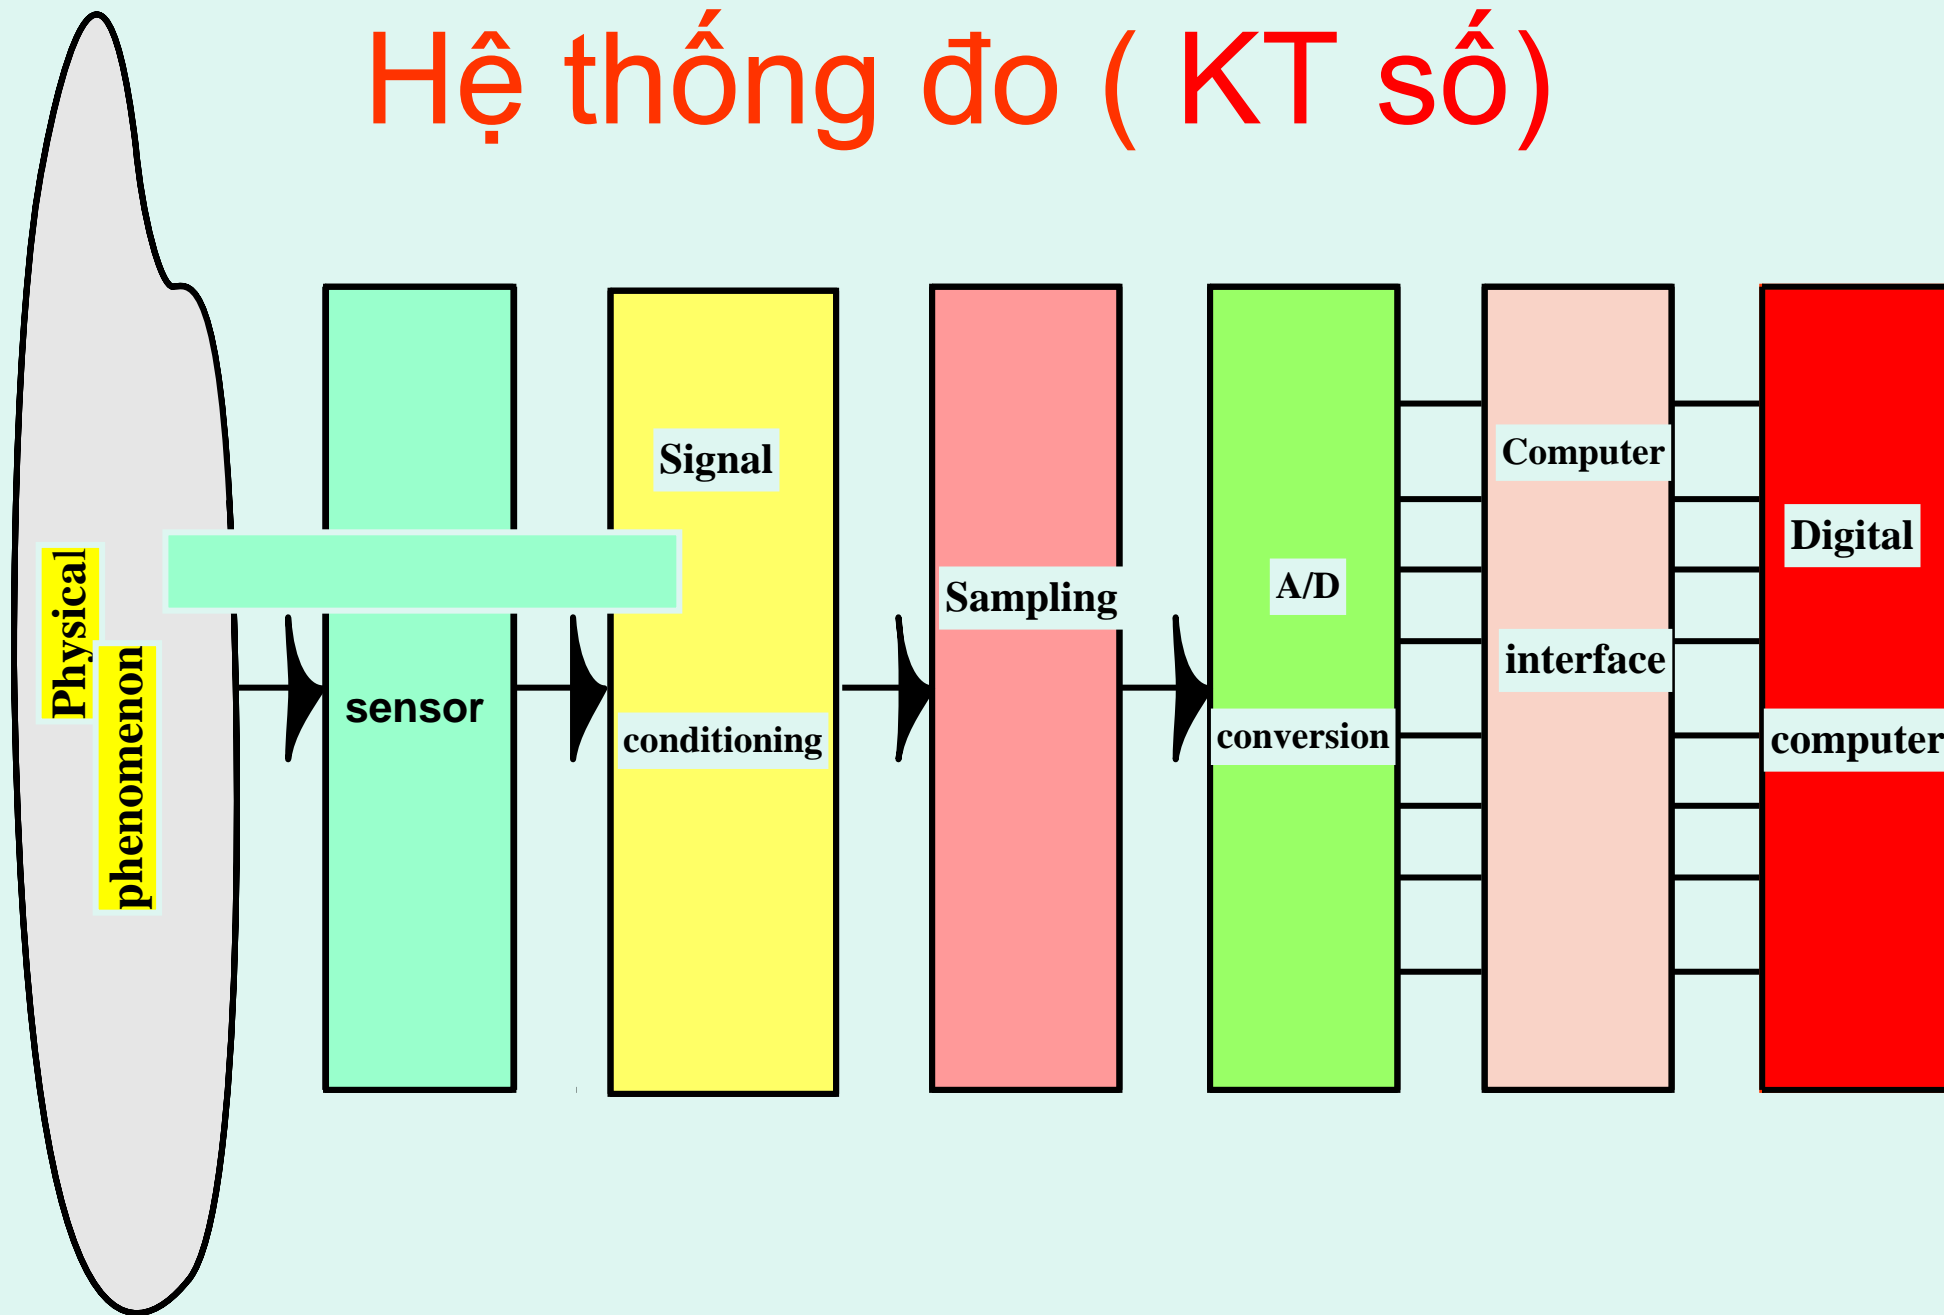 Hệ thống đo ( KT số)
Physical
phenomenon
sensor
Signal
conditioning
Sampling
A/D
conversion
Computer
interface
Digital
computer